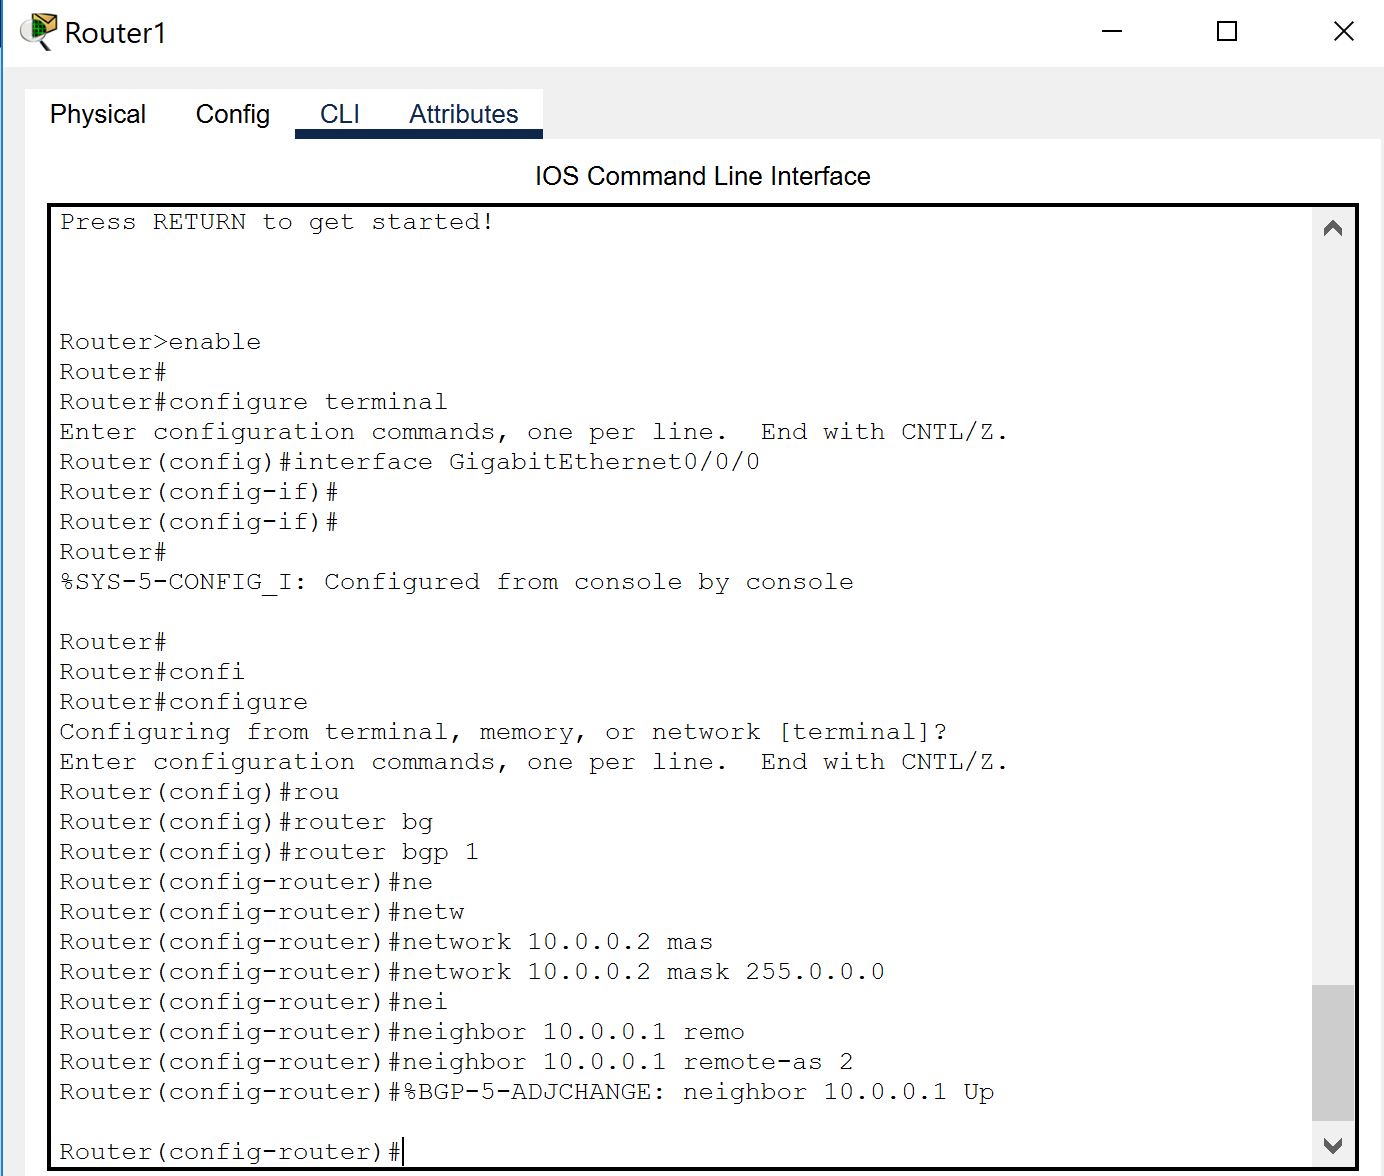 Router1
Physical Config CLI Attributes
IOS Command Line Interface
Press RETURN to get started!
Router>enable
Router#
Router#configure terminal
Enter configuration commands, one per line.  End with CNTL/Z.
Router(config)#interface GigabitEthernet0/0/0
Router(config-if)#
Router(config-if)#
Router#
%SYS-5-CONFIG_I: Configured from console by console
Router#
Router#confi
Router#configure
Configuring from terminal, memory, or network [terminal]?
Enter configuration commands, one per line.  End with CNTL/Z.
Router(config)#rou
Router(config)#router bg
Router(config)#router bgp 1
Router(config-router)#ne
Router(config-router)#netw
Router(config-router)#network 10.0.0.2 mas
Router(config-router)#network 10.0.0.2 mask 255.0.0.0
Router(config-router)#nei
Router(config-router)#neighbor 10.0.0.1 remo
Router(config-router)#neighbor 10.0.0.1 remote-as 2
Router(config-router)#%BGP-5-ADJCHANGE: neighbor 10.0.0.1 Up
Router(config-router)#